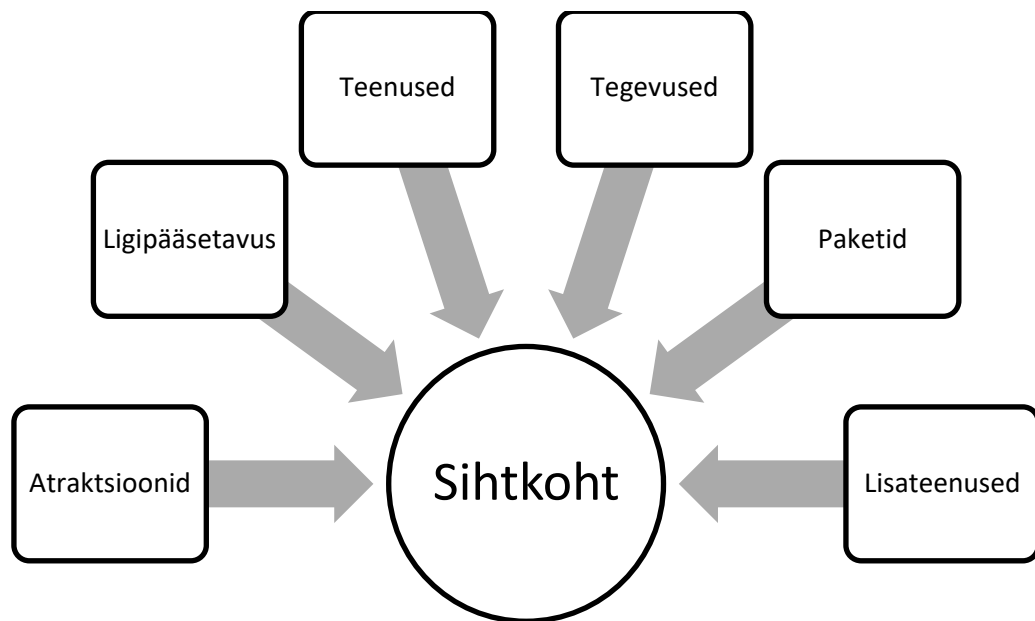 Teenused
Tegevused
Ligipääsetavus
Paketid
Atraktsioonid
Sihtkoht
Lisateenused